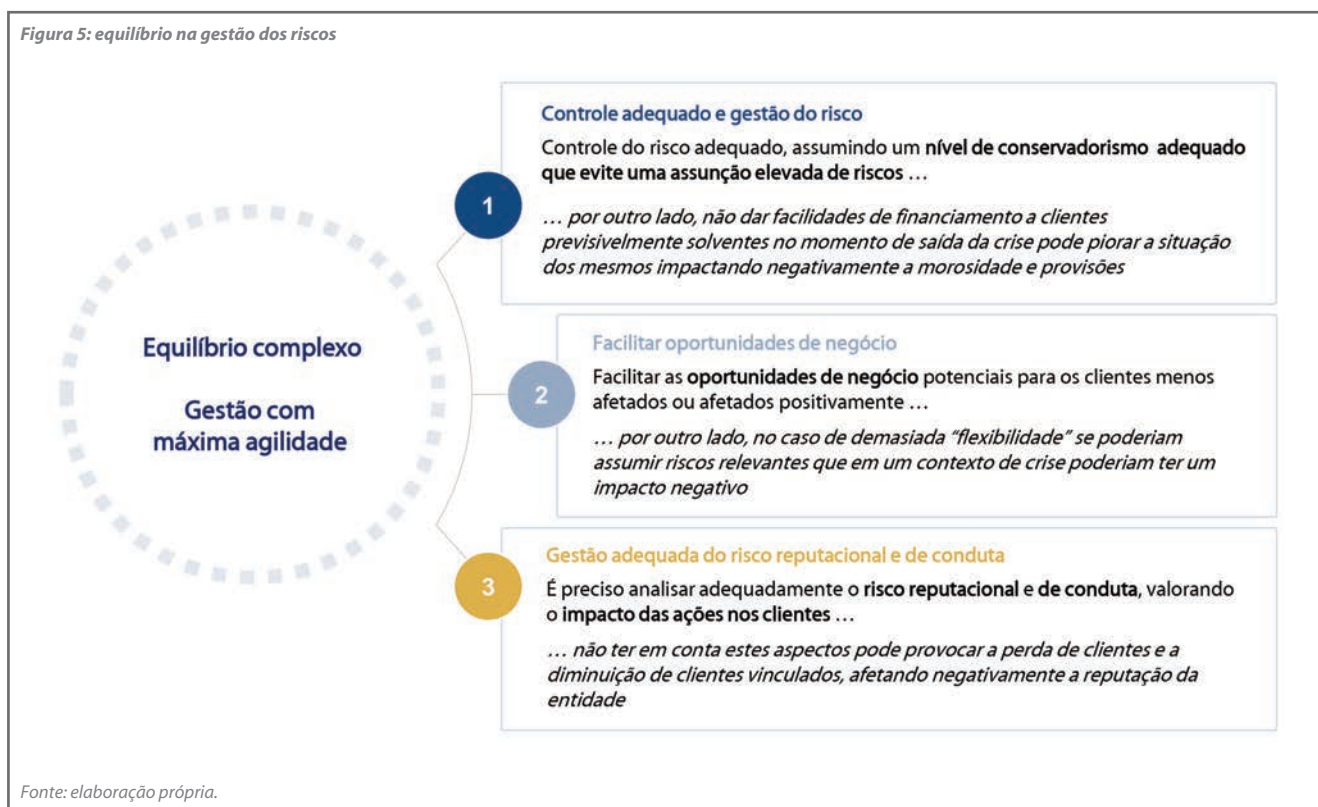 Figura 5: equilíbrio na gestão dos riscos
Equilíbrio complexo
Gestão com
máxima agilidade
1
Controle adequado e gestão do risco
Controle do risco adequado, assumindo um nível de conservadorismo adequado
que evite uma assunção elevada de riscos ...
... por outro lado, não dar facilidades de financiamento a clientes
previsivelmente solventes no momento de saída da crise pode piorar a situação
dos mesmos impactando negativamente a morosidade e provisões
2
Facilitar oportunidades de negócio
Facilitar as oportunidades de negócio potenciais para os clientes menos
afetados ou afetados positivamente ...
... por outro lado, no caso de demasiada “flexibilidade” se poderiam
assumir riscos relevantes que em um contexto de crise poderiam ter um
impacto negativo
3
Gestão adequada do risco reputacional e de conduta
É preciso analisar adequadamente o risco reputacional e de conduta, valorando
o impacto das ações nos clientes ...
... não ter em conta estes aspectos pode provocar a perda de clientes e a
diminuição de clientes vinculados, afetando negativamente a reputação da
entidade
Fonte: elaboração própria.